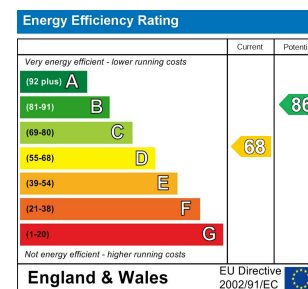 Energy Efficiency Rating
Current Potenti
Very energy efficient - lower running costs
(92 plus) A
(81-91) B
86
(69-80) C
68
(55-68) D
(39-54) E
(21-38) F
(1-20) G
Not energy efficient - higher running costs
England & Wales
EU Directive
2002/91/EC